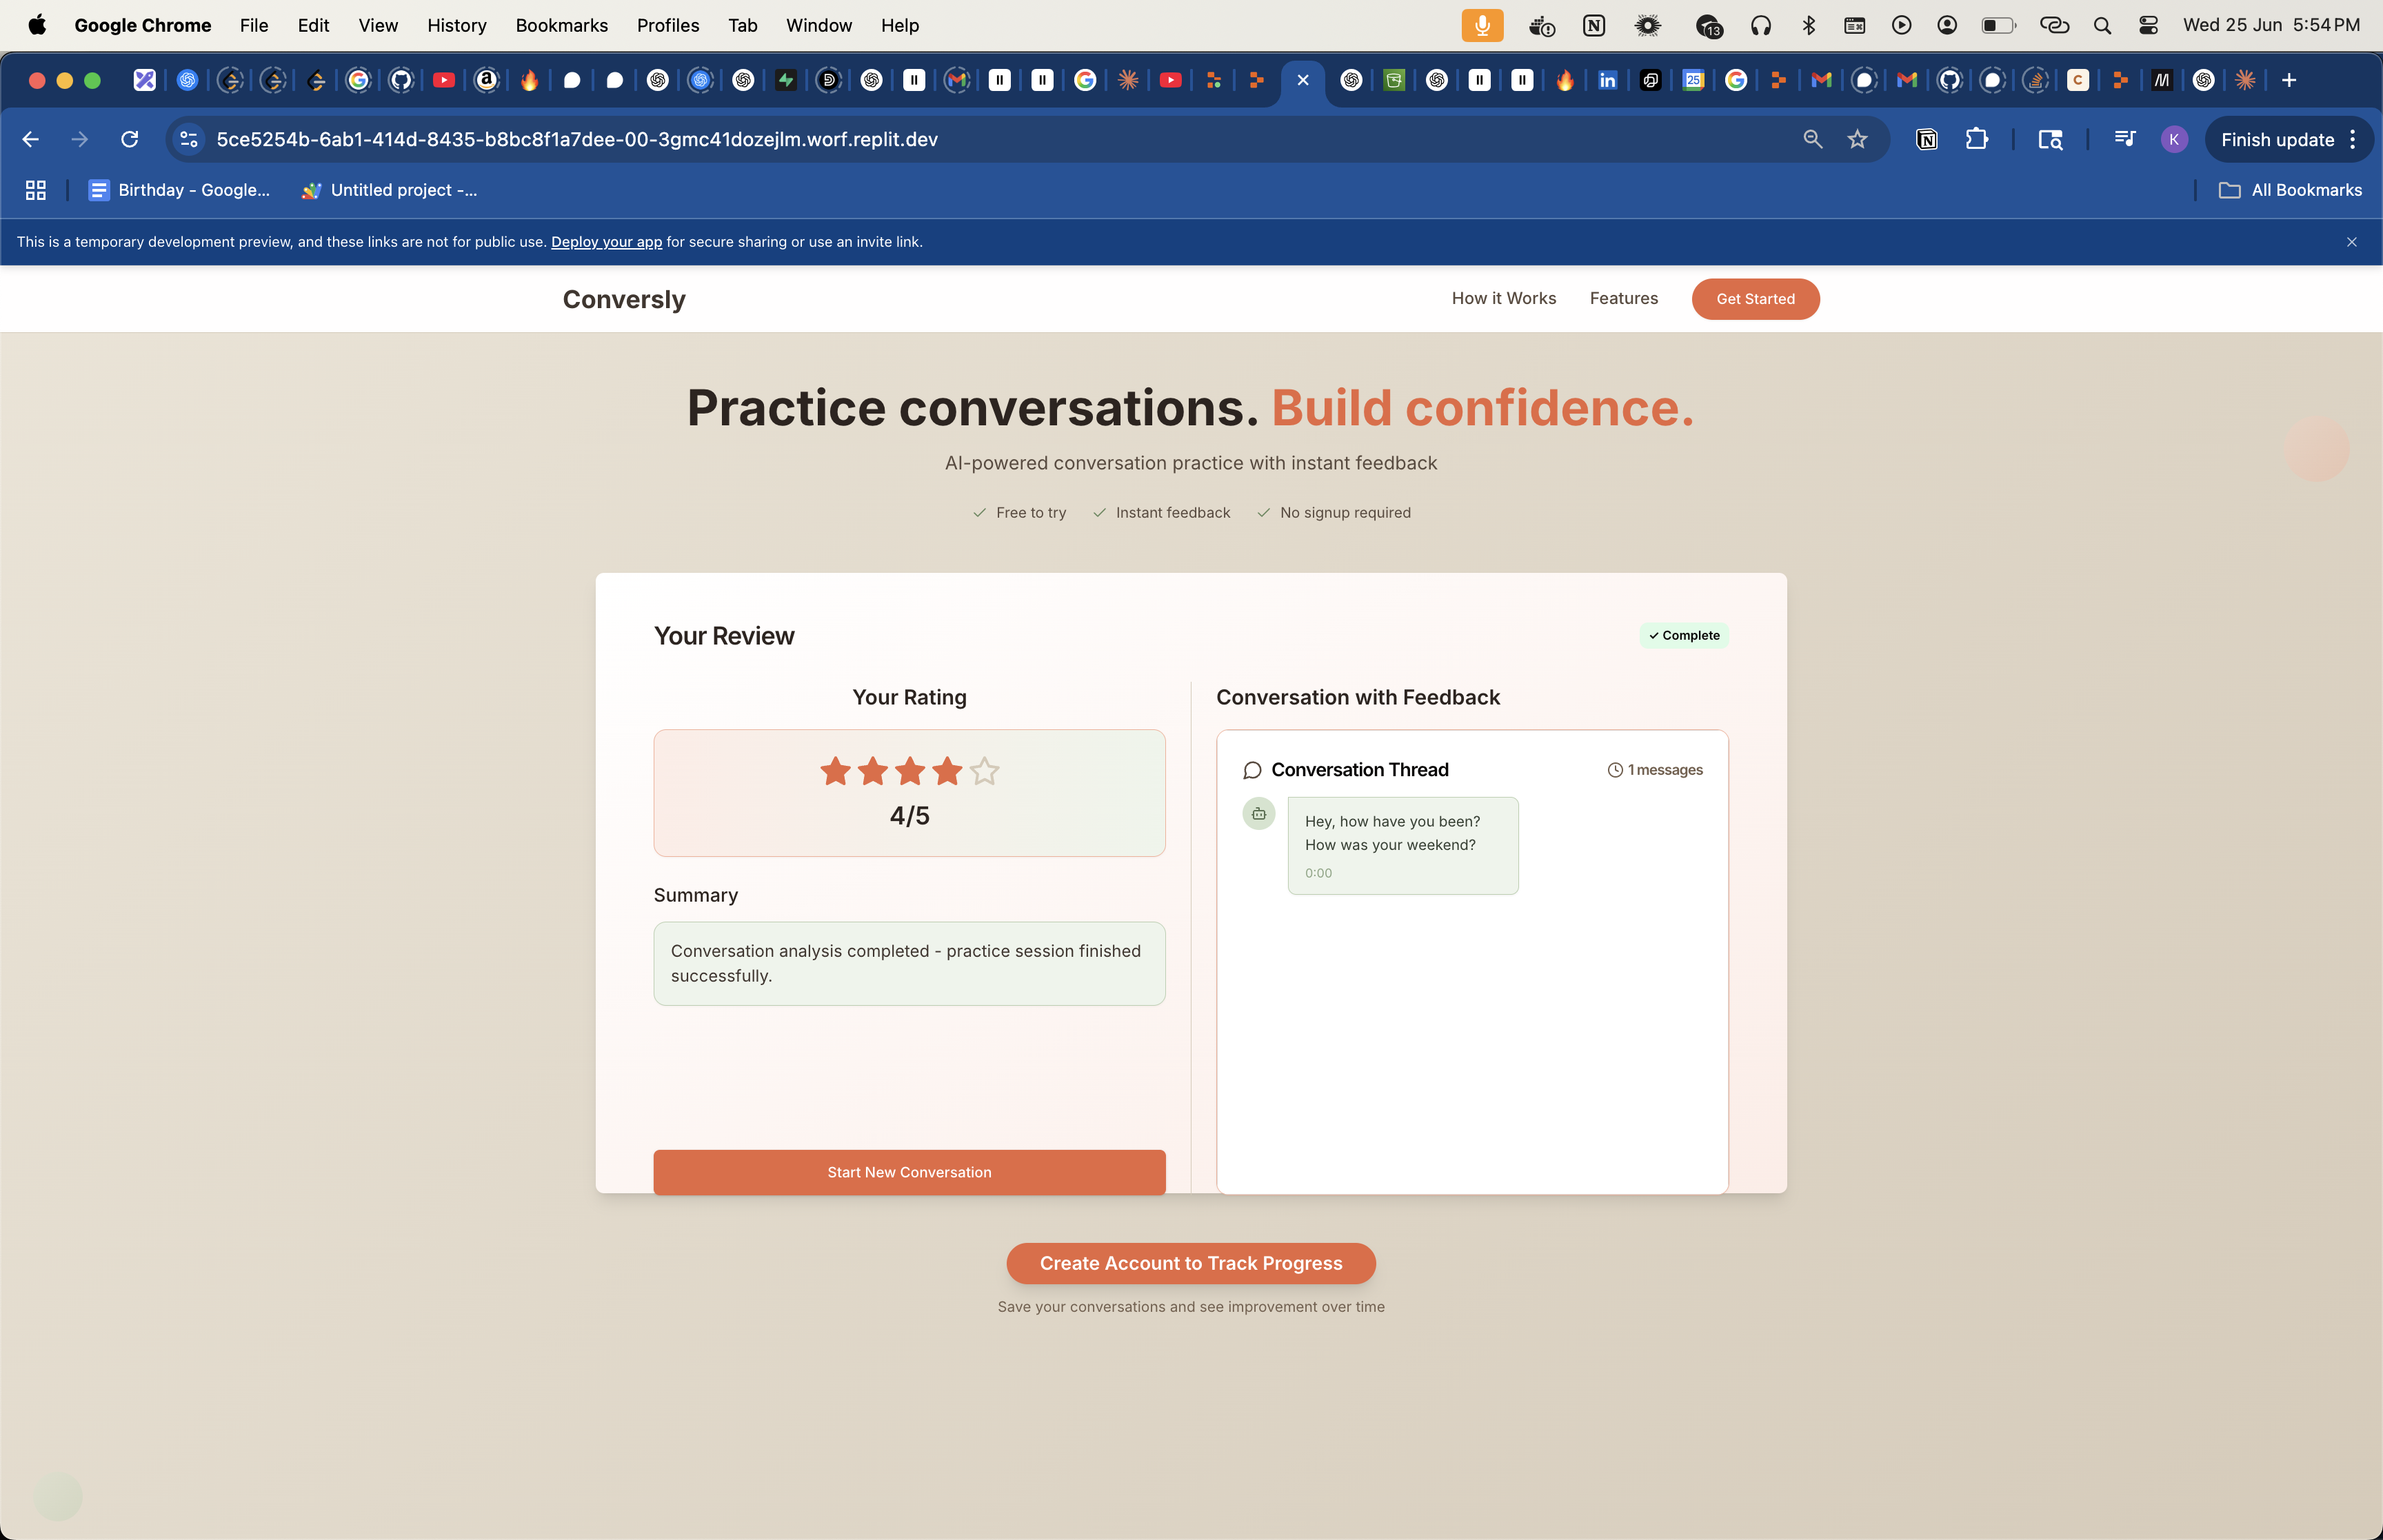 Google Chrome File Edit View History Bookmarks Profiles Tab Window Help 13 Wed 25 Jun 5:54 PM
5ce5254b-6ab1-414d-8435-b8bc8f1a7dee-00-3gmc41dozejlm.worf.replit.dev K Finish update
Birthday - Google... Untitled project -... All Bookmarks
This is a temporary development preview, and these links are not for public use. Deploy your app for secure sharing or use an invite link.
Conversly How it Works Features Get Started
Practice conversations. Build confidence.
AI-powered conversation practice with instant feedback
Free to try Instant feedback No signup required
Your Review
Complete
Your Rating
4/5
Summary
Conversation analysis completed - practice session finished
successfully.
Start New Conversation
Conversation with Feedback
Conversation Thread 1 messages
Hey, how have you been?
How was your weekend?
0:00
Create Account to Track Progress
Save your conversations and see improvement over time